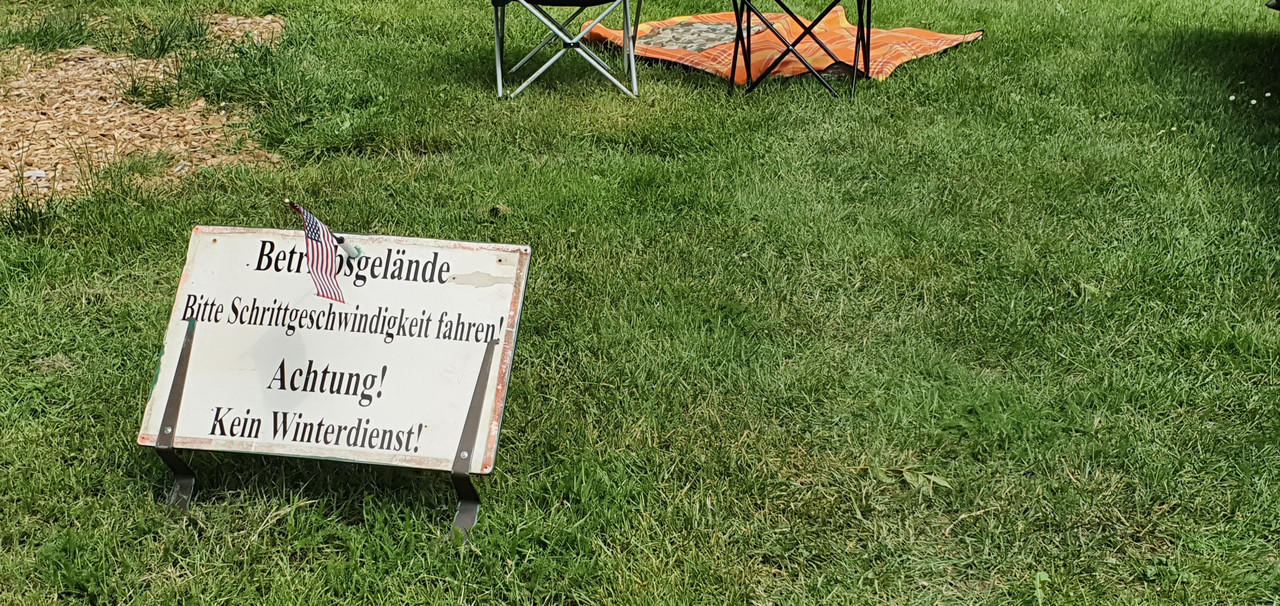 Betriebsgelände
Bitte Schrittgeschwindigkeit fahren!
Achtung!
Kein Winterdienst!